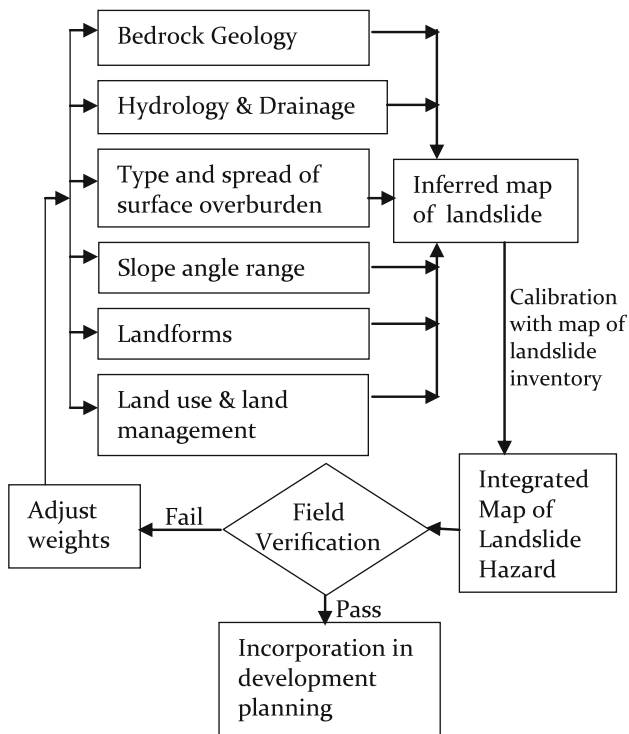 Bedrock Geology
Hydrology & Drainage
Type and spread of
surface overburden
Slope angle range
Landforms
Land use & land
management
Inferred map
of landslide
Calibration
with map of
landslide
inventory
Integrated
Map of
Landslide
Hazard
Field
Verification
Fail
Adjust
weights
Pass
Incorporation in
development
planning